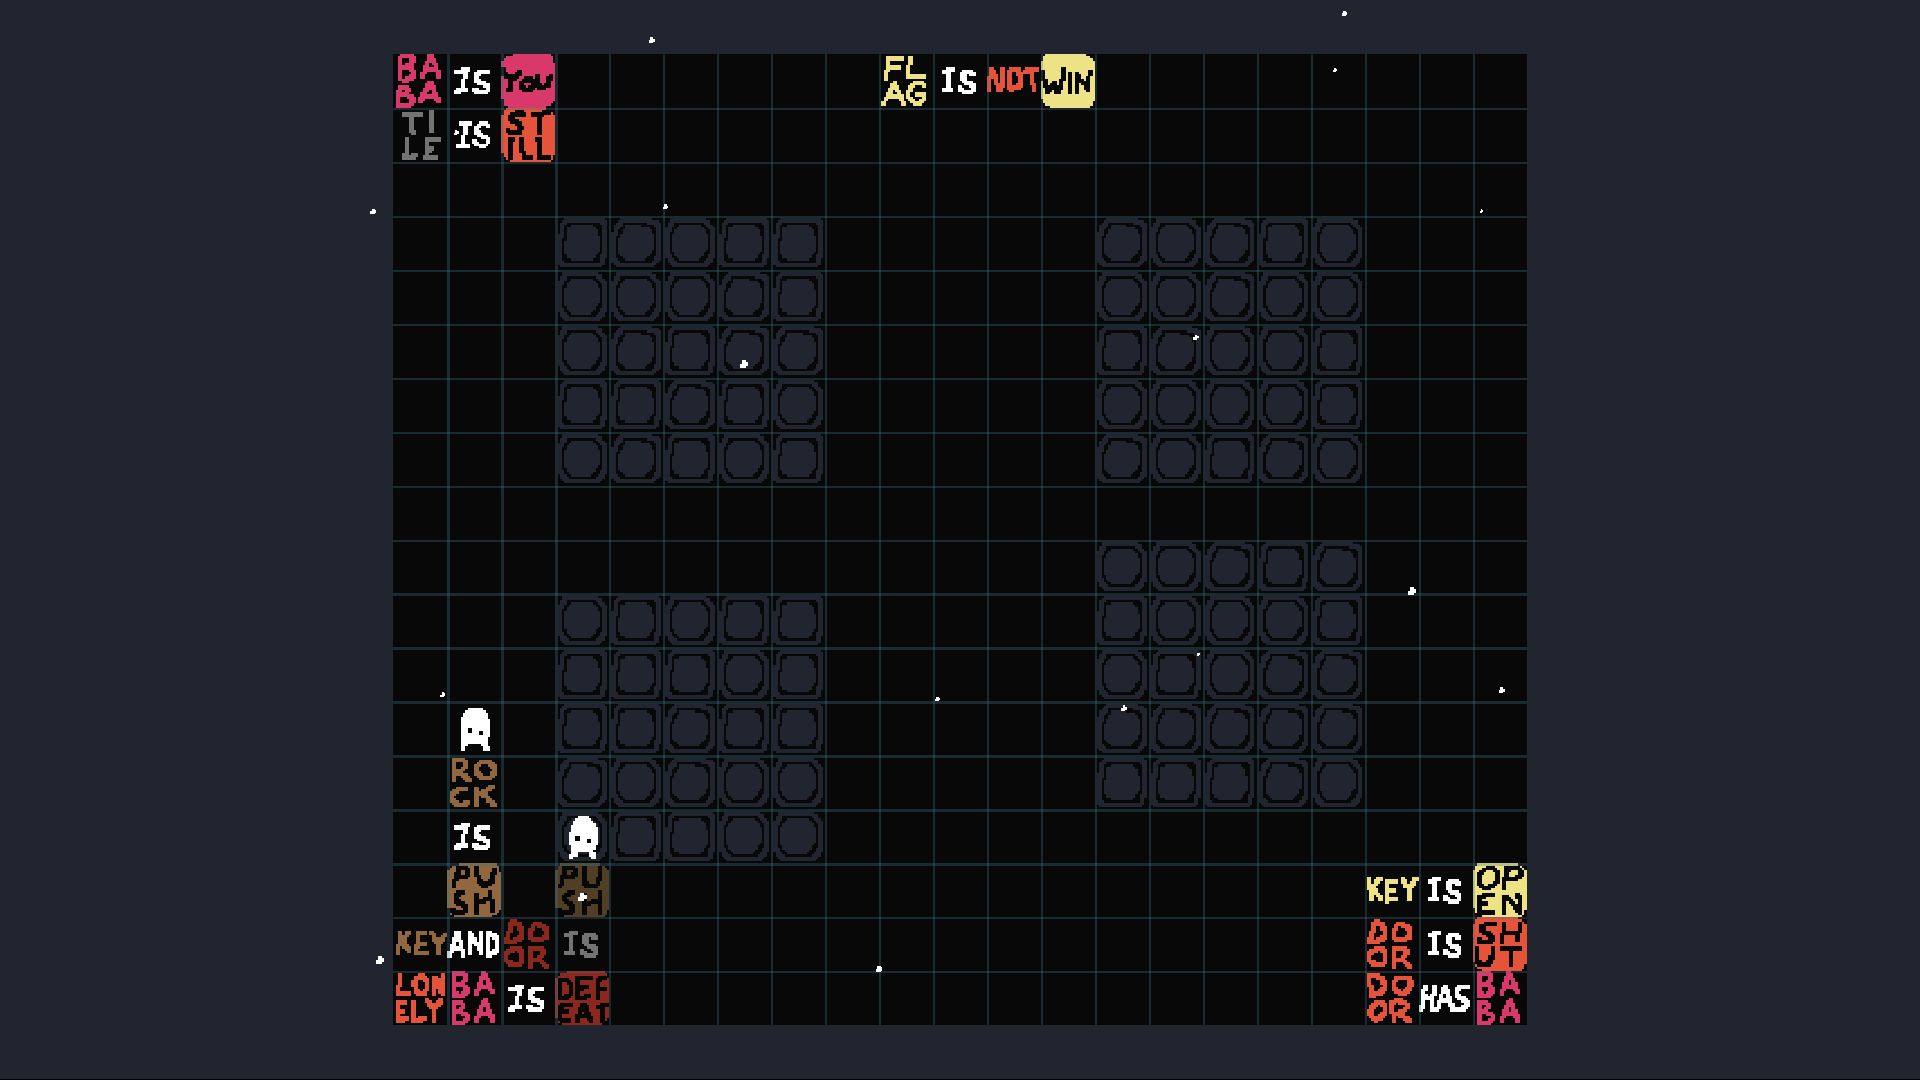 BABA IS YOU FLAG IS NOT WIN
TILE IS STILL
ROCK
IS
PUSH PUSH KEY IS OPEN
KEY AND DOOR IS DOOR IS SHUT
LONELY BABA IS DEFEAT DOOR HAS BABA